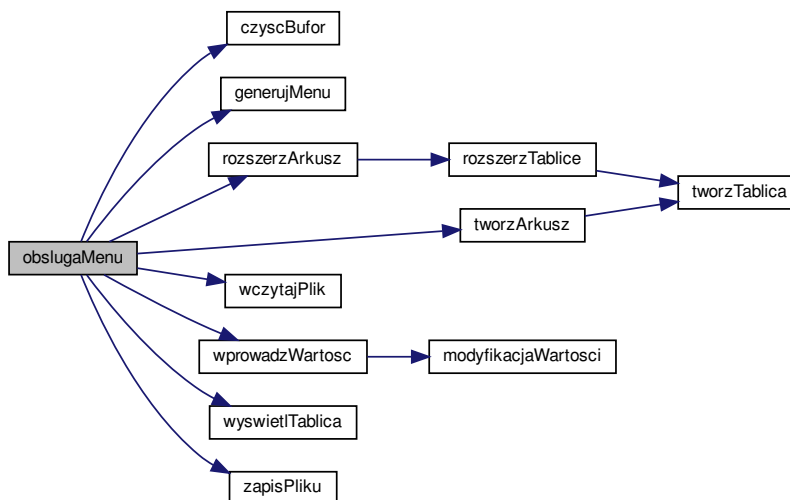 czyscBufor
generujMenu
rozszerzArkusz
rozszerzTablice
tworzTablica
tworzArkusz
obslugaMenu
wczytajPlik
wprowadzWartosc
modyfikacjaWartosci
wyswietlTablica
zapisPliku